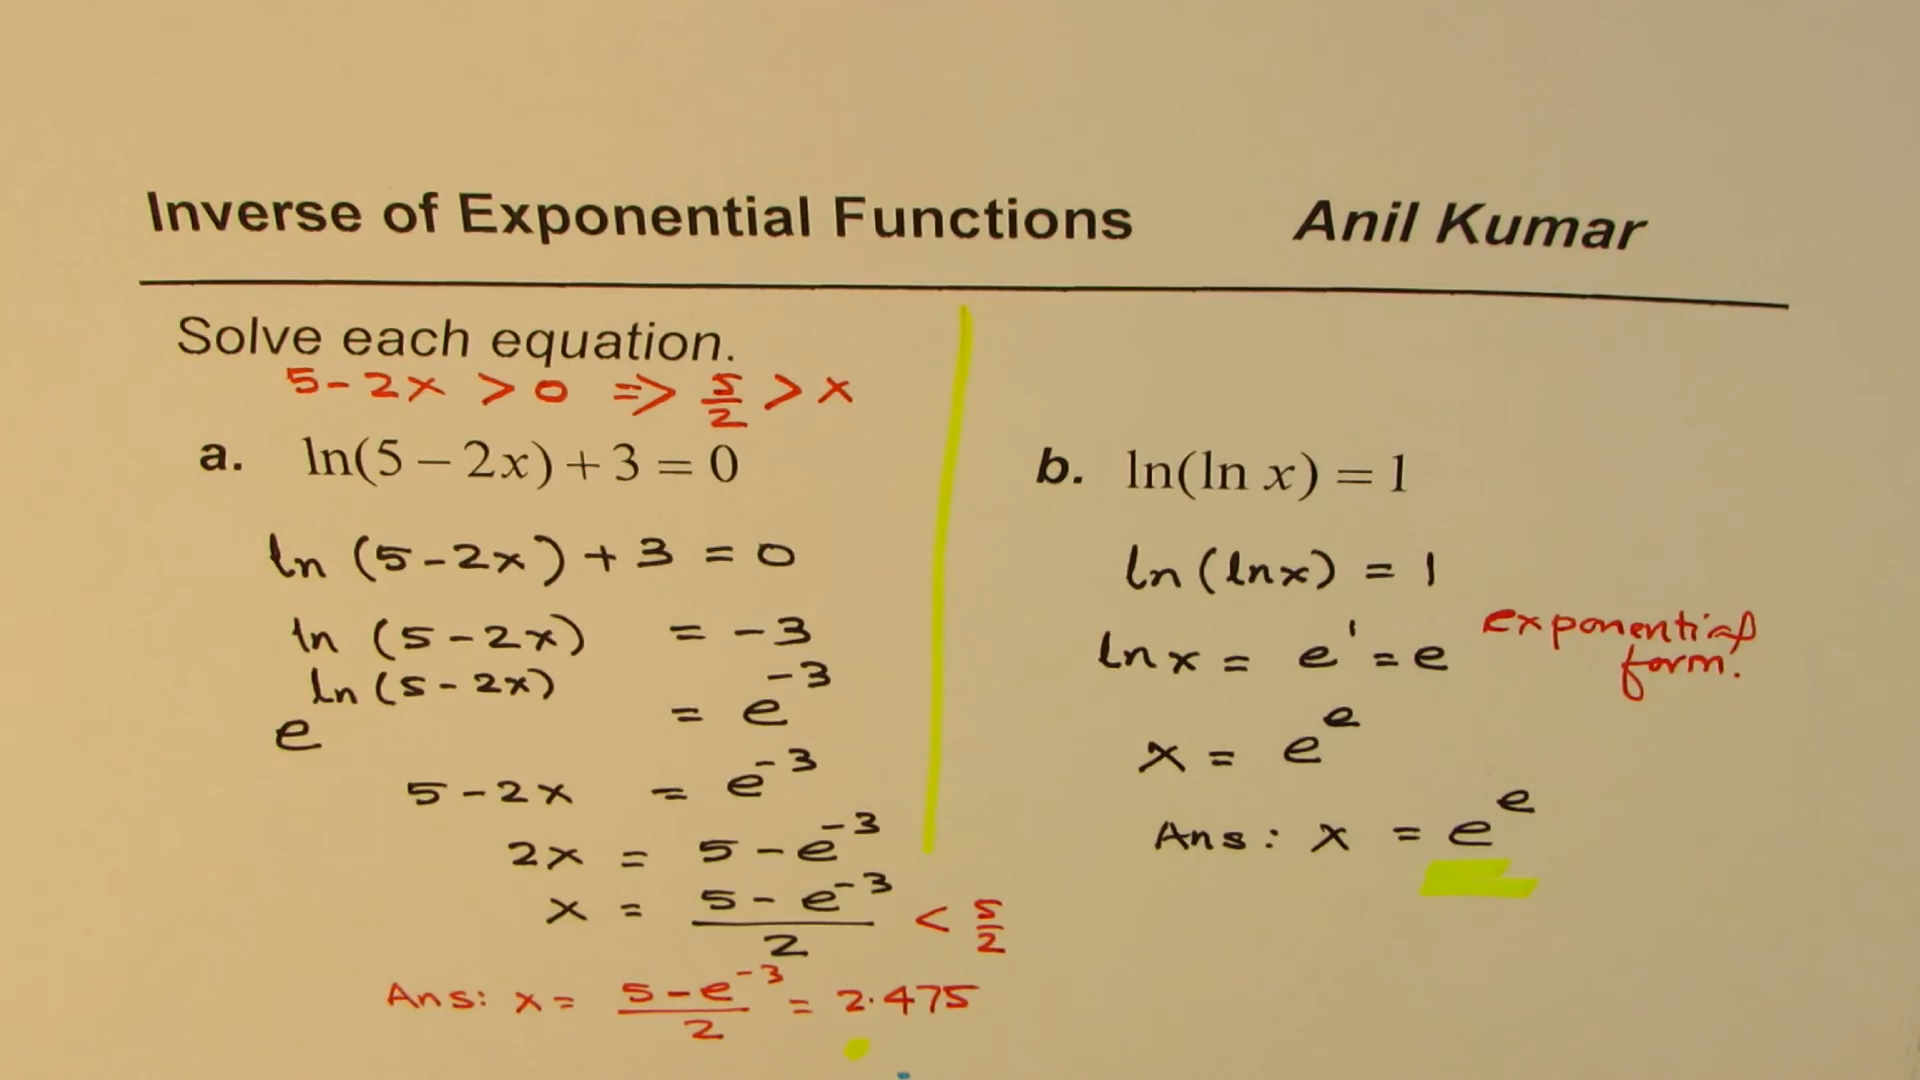 Inverse of Exponential Functions Anil Kumar
Solve each equation.
5-2x > 0 => 5/2 > x
a. ln(5 − 2x) + 3 = 0
ln (5-2x) + 3 = 0
ln (5-2x) = -3
e^ln(5-2x) = e^-3
5-2x = e^-3
2x = 5 - e^-3
x = (5 - e^-3)/2 < 5/2
Ans: x = (5-e^-3)/2 = 2.475
b. ln(ln x) = 1
ln (lnx) = 1
ln x = e^1 = e exponential
form.
x = e^e
Ans: x = e^e